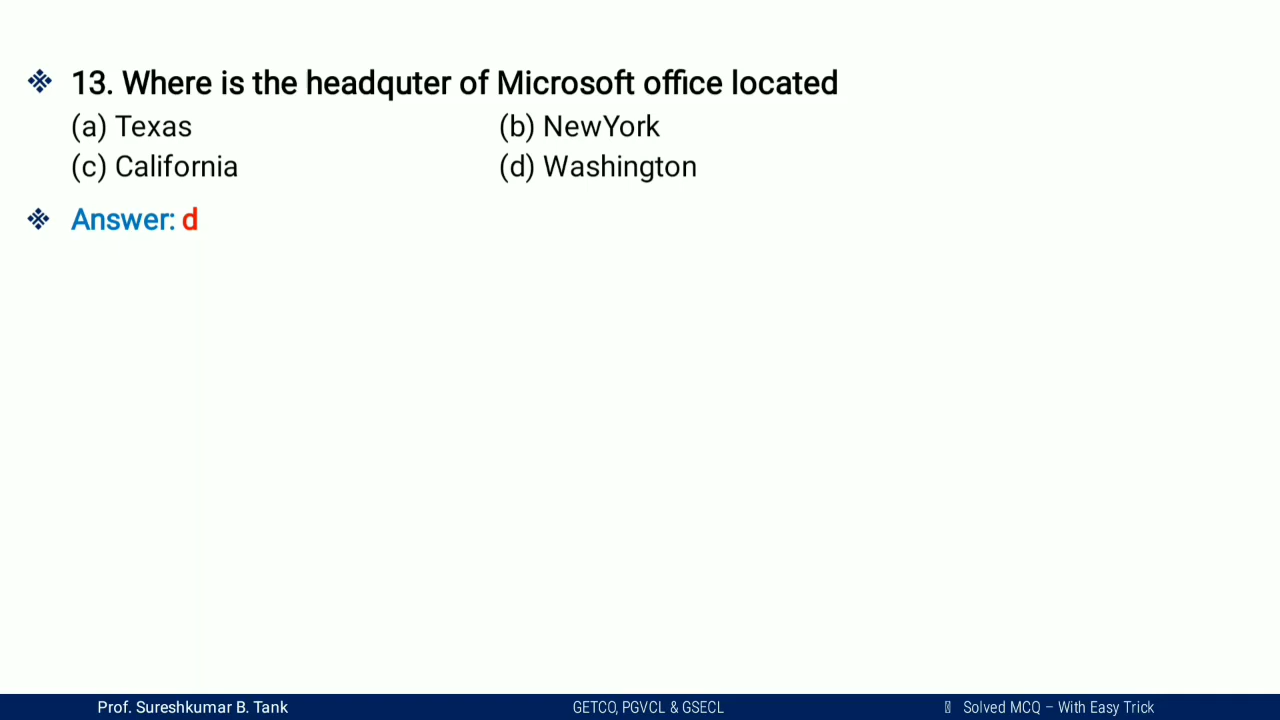 ❖ 13. Where is the headquter of Microsoft office located
(a) Texas (b) NewYork
(c) California (d) Washington
❖ Answer: d
Prof. Sureshkumar B. Tank GETCO, PGVCL & GSECL Solved MCQ – With Easy Trick